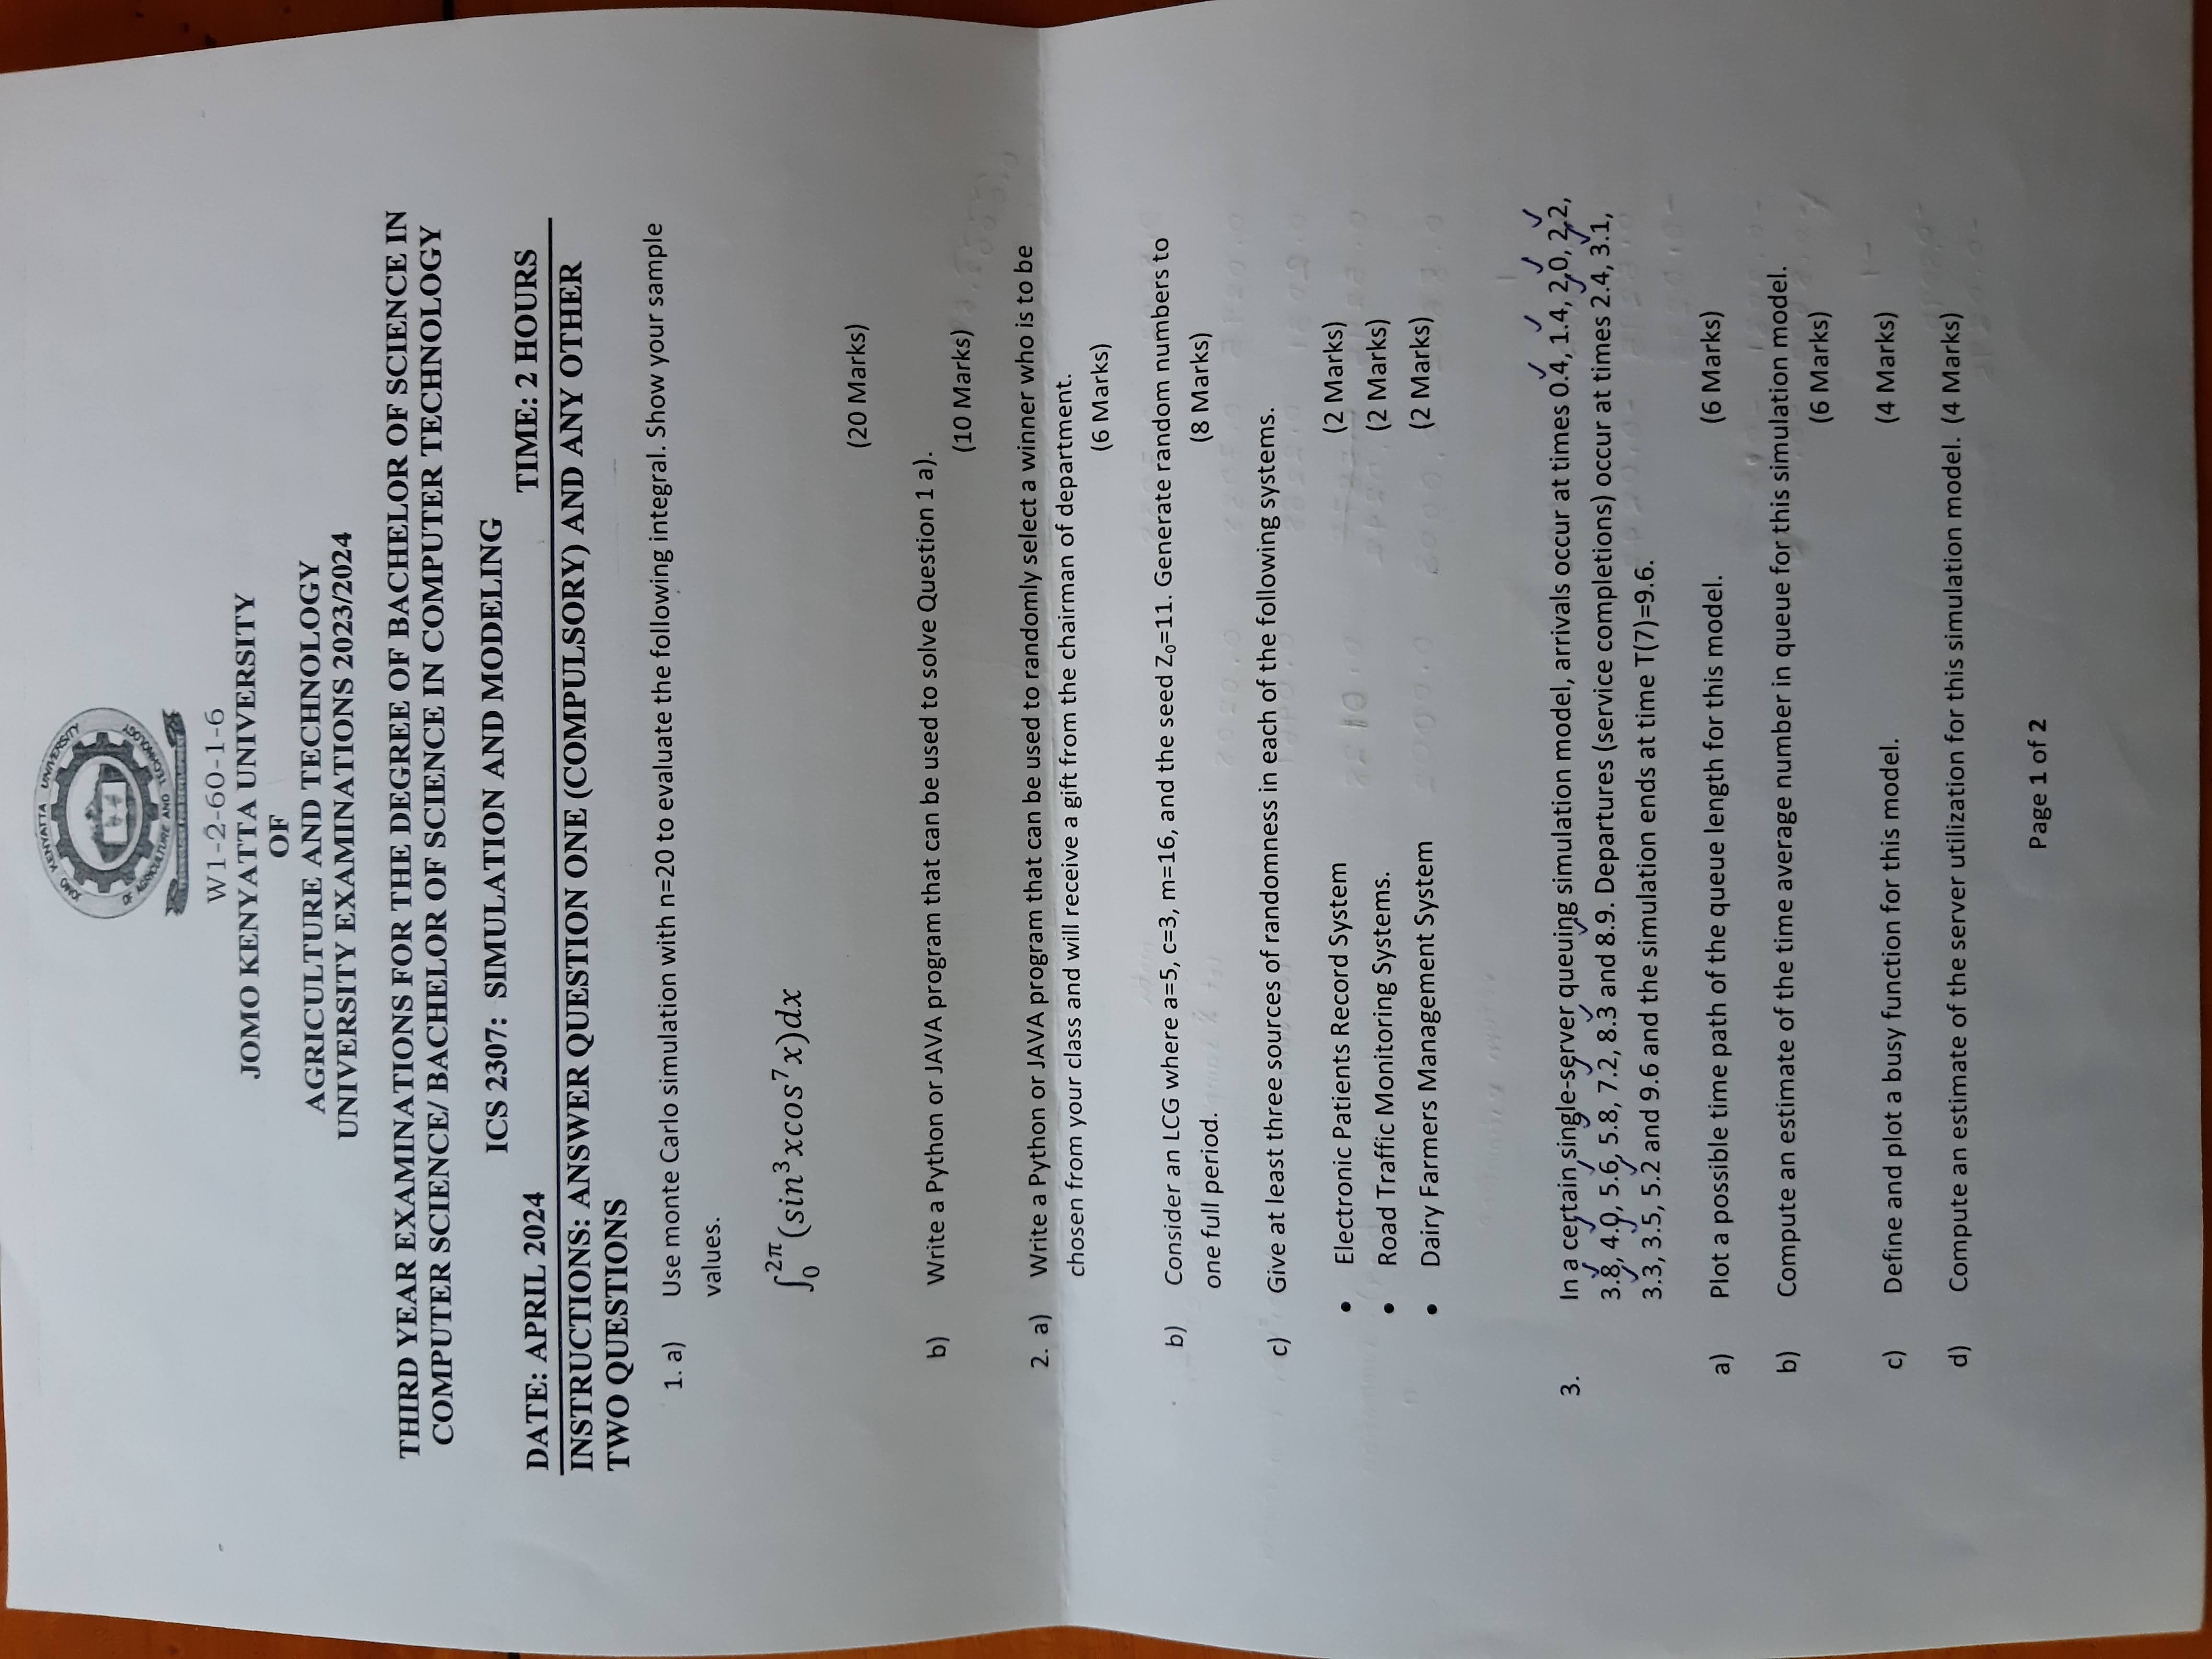 JOMO KENYATTA UNIVERSITY
OF AGRICULTURE AND TECHNOLOGY
TECHNOLOGY FOR DEVELOPMENT
W1-2-60-1-6
JOMO KENYATTA UNIVERSITY
OF
AGRICULTURE AND TECHNOLOGY
UNIVERSITY EXAMINATIONS 2023/2024
THIRD YEAR EXAMINATIONS FOR THE DEGREE OF BACHELOR OF SCIENCE IN
COMPUTER SCIENCE/ BACHELOR OF SCIENCE IN COMPUTER TECHNOLOGY
ICS 2307: SIMULATION AND MODELING
DATE: APRIL 2024 TIME: 2 HOURS
INSTRUCTIONS: ANSWER QUESTION ONE (COMPULSORY) AND ANY OTHER
TWO QUESTIONS
1. a) Use monte Carlo simulation with n=20 to evaluate the following integral. Show your sample
values.
∫₀²π(sin³xcos⁷x)dx
(20 Marks)
b) Write a Python or JAVA program that can be used to solve Question 1 a).
(10 Marks)
2. a) Write a Python or JAVA program that can be used to randomly select a winner who is to be
chosen from your class and will receive a gift from the chairman of department.
(6 Marks)
b) Consider an LCG where a=5, c=3, m=16, and the seed Z₀=11. Generate random numbers to
one full period. (8 Marks)
c) Give at least three sources of randomness in each of the following systems.
• Electronic Patients Record System (2 Marks)
• Road Traffic Monitoring Systems. (2 Marks)
• Dairy Farmers Management System (2 Marks)
3. In a certain single-server queuing simulation model, arrivals occur at times 0.4, 1.4, 2.0, 2.2,
3.8, 4.0, 5.6, 5.8, 7.2, 8.3 and 8.9. Departures (service completions) occur at times 2.4, 3.1,
3.3, 3.5, 5.2 and 9.6 and the simulation ends at time T(7)=9.6.
a) Plot a possible time path of the queue length for this model. (6 Marks)
b) Compute an estimate of the time average number in queue for this simulation model.
(6 Marks)
c) Define and plot a busy function for this model. (4 Marks)
d) Compute an estimate of the server utilization for this simulation model. (4 Marks)
Page 1 of 2